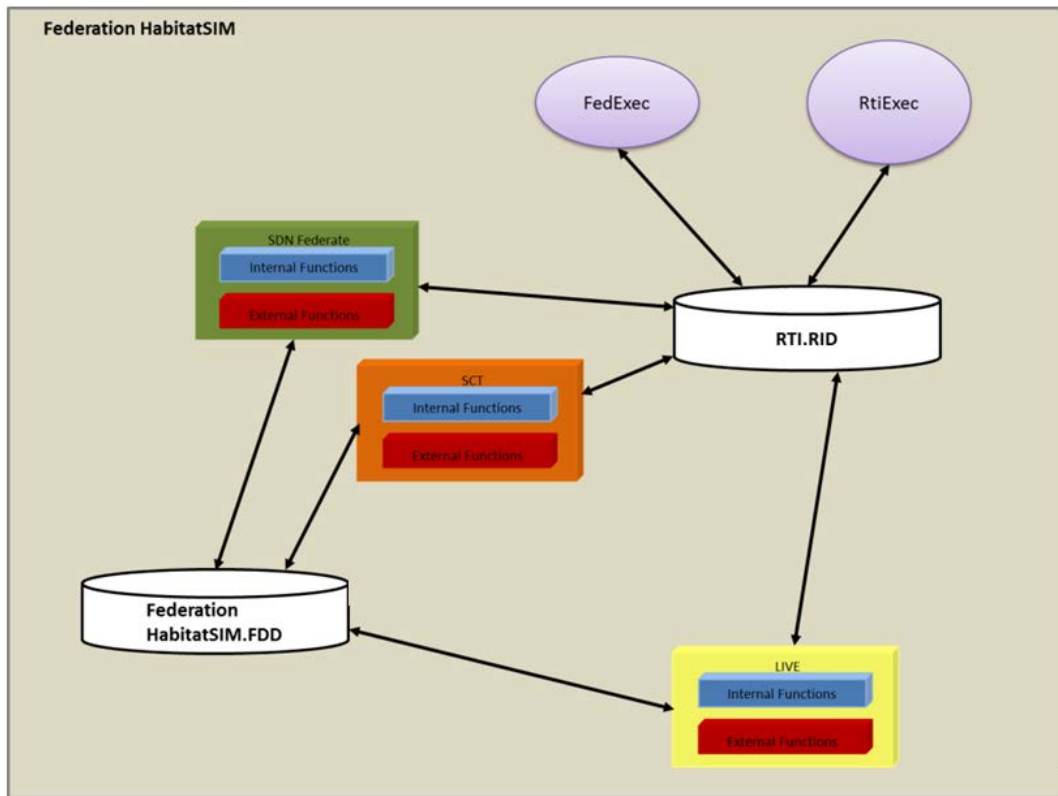 Federation HabitatSIM
FedExec
RtiExec
SDN Federate
Internal Functions
External Functions
RTI.RID
SCT
Internal Functions
External Functions
Federation
HabitatSIM.FDD
LIVE
Internal Functions
External Functions